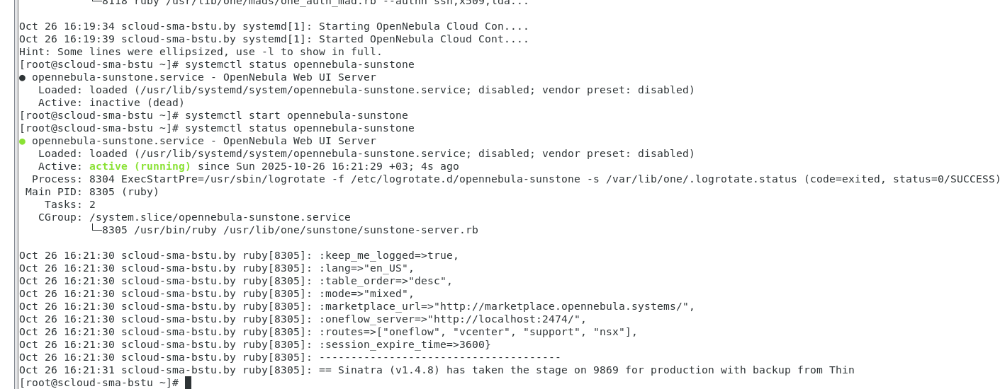 └─8118 ruby /usr/lib/one/mads/one_auth_mad.rb --authn ssh,x509,lda...
Oct 26 16:19:34 scloud-sma-bstu.by systemd[1]: Starting OpenNebula Cloud Con....
Oct 26 16:19:39 scloud-sma-bstu.by systemd[1]: Started OpenNebula Cloud Cont....
Hint: Some lines were ellipsized, use -l to show in full.
[root@scloud-sma-bstu ~]# systemctl status opennebula-sunstone
● opennebula-sunstone.service - OpenNebula Web UI Server
   Loaded: loaded (/usr/lib/systemd/system/opennebula-sunstone.service; disabled; vendor preset: disabled)
   Active: inactive (dead)
[root@scloud-sma-bstu ~]# systemctl start opennebula-sunstone
[root@scloud-sma-bstu ~]# systemctl status opennebula-sunstone
● opennebula-sunstone.service - OpenNebula Web UI Server
   Loaded: loaded (/usr/lib/systemd/system/opennebula-sunstone.service; disabled; vendor preset: disabled)
   Active: active (running) since Sun 2025-10-26 16:21:29 +03; 4s ago
  Process: 8304 ExecStartPre=/usr/sbin/logrotate -f /etc/logrotate.d/opennebula-sunstone -s /var/lib/one/.logrotate.status (code=exited, status=0/SUCCESS)
 Main PID: 8305 (ruby)
    Tasks: 2
   CGroup: /system.slice/opennebula-sunstone.service
           └─8305 /usr/bin/ruby /usr/lib/one/sunstone/sunstone-server.rb
Oct 26 16:21:30 scloud-sma-bstu.by ruby[8305]: :keep_me_logged=>true,
Oct 26 16:21:30 scloud-sma-bstu.by ruby[8305]: :lang=>"en_US",
Oct 26 16:21:30 scloud-sma-bstu.by ruby[8305]: :table_order=>"desc",
Oct 26 16:21:30 scloud-sma-bstu.by ruby[8305]: :mode=>"mixed",
Oct 26 16:21:30 scloud-sma-bstu.by ruby[8305]: :marketplace_url=>"http://marketplace.opennebula.systems/",
Oct 26 16:21:30 scloud-sma-bstu.by ruby[8305]: :oneflow_server=>"http://localhost:2474/",
Oct 26 16:21:30 scloud-sma-bstu.by ruby[8305]: :routes=>["oneflow", "vcenter", "support", "nsx"],
Oct 26 16:21:30 scloud-sma-bstu.by ruby[8305]: :session_expire_time=>3600}
Oct 26 16:21:30 scloud-sma-bstu.by ruby[8305]: --------------------------------------
Oct 26 16:21:31 scloud-sma-bstu.by ruby[8305]: == Sinatra (v1.4.8) has taken the stage on 9869 for production with backup from Thin
[root@scloud-sma-bstu ~]#